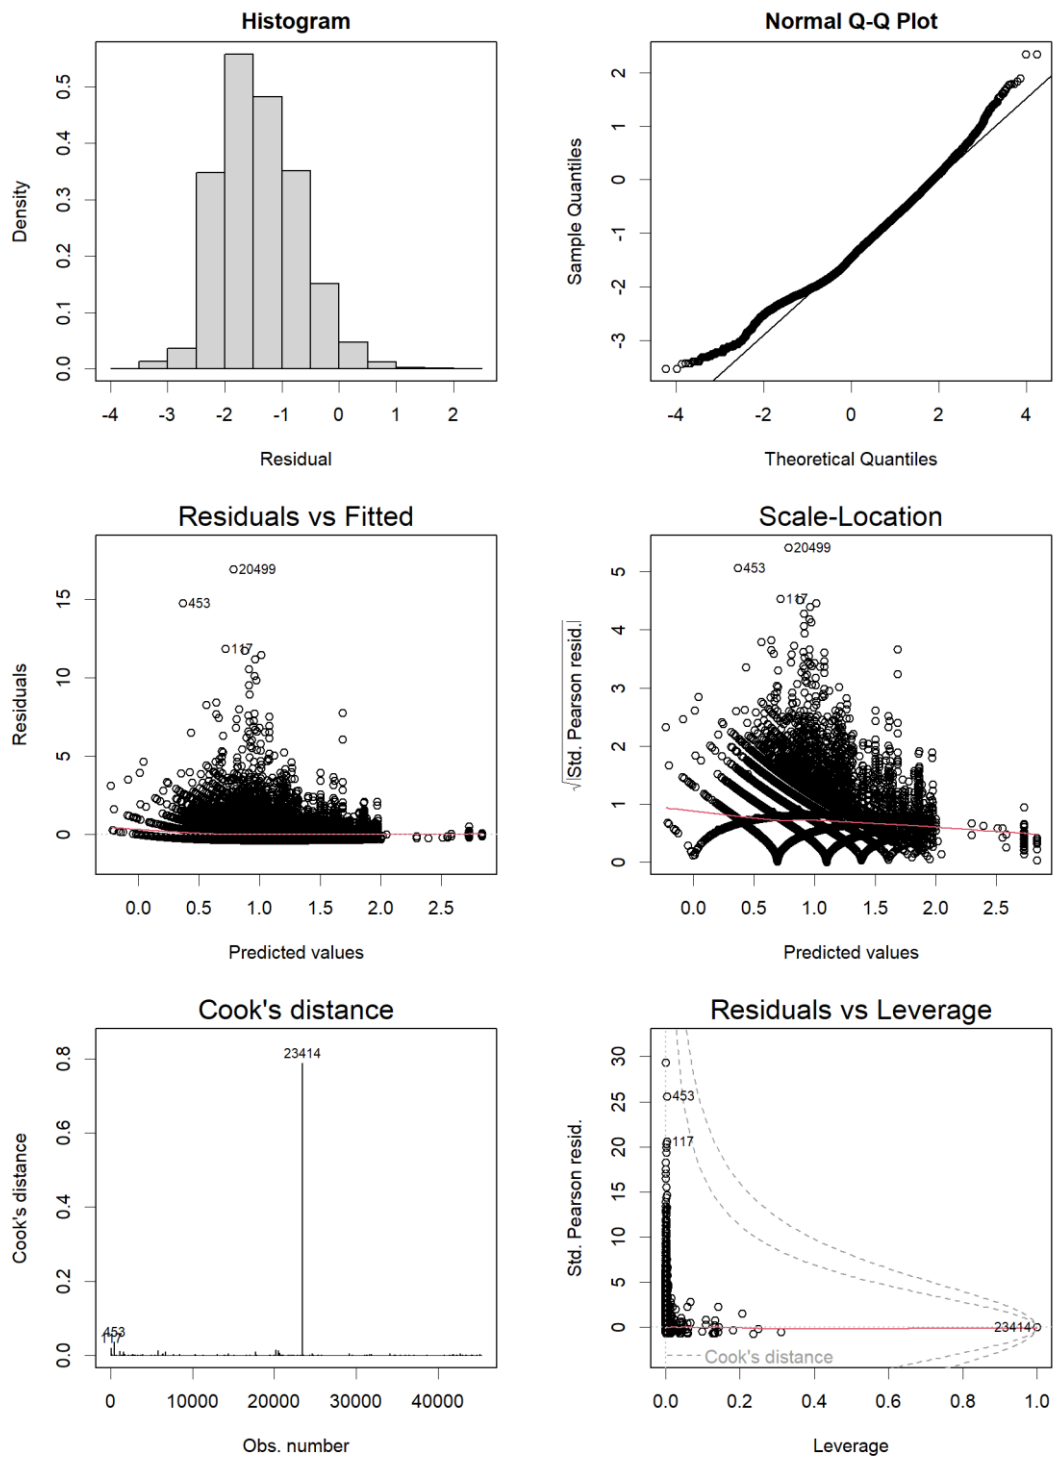 Histogram
Density
0.0 0.1 0.2 0.3 0.4 0.5
-4 -3 -2 -1 0 1 2
Residual
Normal Q-Q Plot
Sample Quantiles
-3 -2 -1 0 1 2
-4 -2 0 2 4
Theoretical Quantiles
Residuals vs Fitted
Residuals
0 5 10 15
20499
453
117
0.0 0.5 1.0 1.5 2.0 2.5
Predicted values
Scale-Location
√|Std. Pearson resid.|
0 1 2 3 4 5
20499
453
117
0.0 0.5 1.0 1.5 2.0 2.5
Predicted values
Cook's distance
Cook's distance
0.0 0.2 0.4 0.6 0.8
23414
453
117
0 10000 20000 30000 40000
Obs. number
Residuals vs Leverage
Std. Pearson resid.
0 5 10 15 20 25 30
453
117
23414
Cook's distance
0.0 0.2 0.4 0.6 0.8 1.0
Leverage